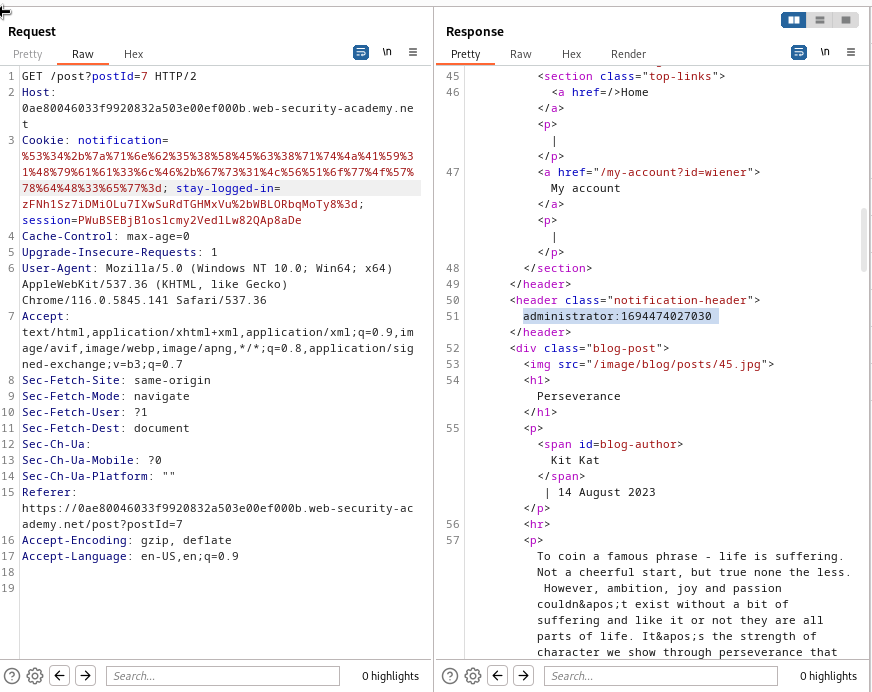 Request
Pretty Raw Hex \n
1 GET /post?postId=7 HTTP/2
2 Host:
0ae80046033f9920832a503e00ef000b.web-security-academy.ne
t
3 Cookie: notification=
%53%34%2b%7a%71%6e%62%35%38%58%45%63%38%71%74%4a%41%59%3
1%48%79%61%61%33%6c%46%2b%67%73%31%4c%56%51%6f%77%4f%57%
78%64%48%33%65%77%3d; stay-logged-in=
zFNh1Sz7iDMiOLu7IXwSuRdTGHMxVu%2bWBLORbqMoTy8%3d;
session=PWuBSEBjB1oslcmy2VedlLw82QAp8aDe
4 Cache-Control: max-age=0
5 Upgrade-Insecure-Requests: 1
6 User-Agent: Mozilla/5.0 (Windows NT 10.0; Win64; x64)
AppleWebKit/537.36 (KHTML, like Gecko)
Chrome/116.0.5845.141 Safari/537.36
7 Accept:
text/html,application/xhtml+xml,application/xml;q=0.9,im
age/avif,image/webp,image/apng,*/*;q=0.8,application/sig
ned-exchange;v=b3;q=0.7
8 Sec-Fetch-Site: same-origin
9 Sec-Fetch-Mode: navigate
10 Sec-Fetch-User: ?1
11 Sec-Fetch-Dest: document
12 Sec-Ch-Ua:
13 Sec-Ch-Ua-Mobile: ?0
14 Sec-Ch-Ua-Platform: ""
15 Referer:
https://0ae80046033f9920832a503e00ef000b.web-security-ac
ademy.net/post?postId=7
16 Accept-Encoding: gzip, deflate
17 Accept-Language: en-US,en;q=0.9
18
19
Search... 0 highlights
Response
Pretty Raw Hex Render \n
45 <section class="top-links">
46 <a href=/>Home
</a>
<p>
|
</p>
47 <a href="/my-account?id=wiener">
My account
</a>
<p>
|
</p>
48 </section>
49 </header>
50 <header class="notification-header">
51 administrator:1694474027030
</header>
52 <div class="blog-post">
53 <img src="/image/blog/posts/45.jpg">
54 <h1>
Perseverance
</h1>
55 <p>
<span id=blog-author>
Kit Kat
</span>
| 14 August 2023
</p>
56 <hr>
57 <p>
To coin a famous phrase - life is suffering.
Not a cheerful start, but true none the less.
However, ambition, joy and passion
couldn&apos;t exist without a bit of
suffering and like it or not they are all
parts of life. It&apos;s the strength of
character we show through perseverance that
Search... 0 highlights